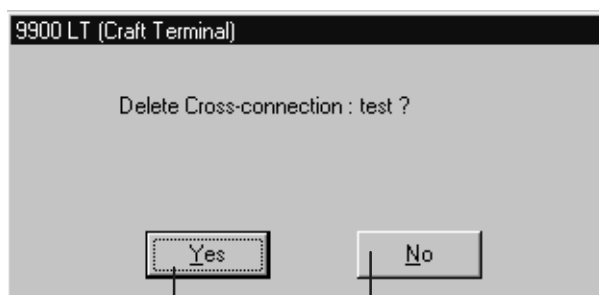 9900 LT (Craft Terminal)
Delete Cross-connection : test ?
Yes No